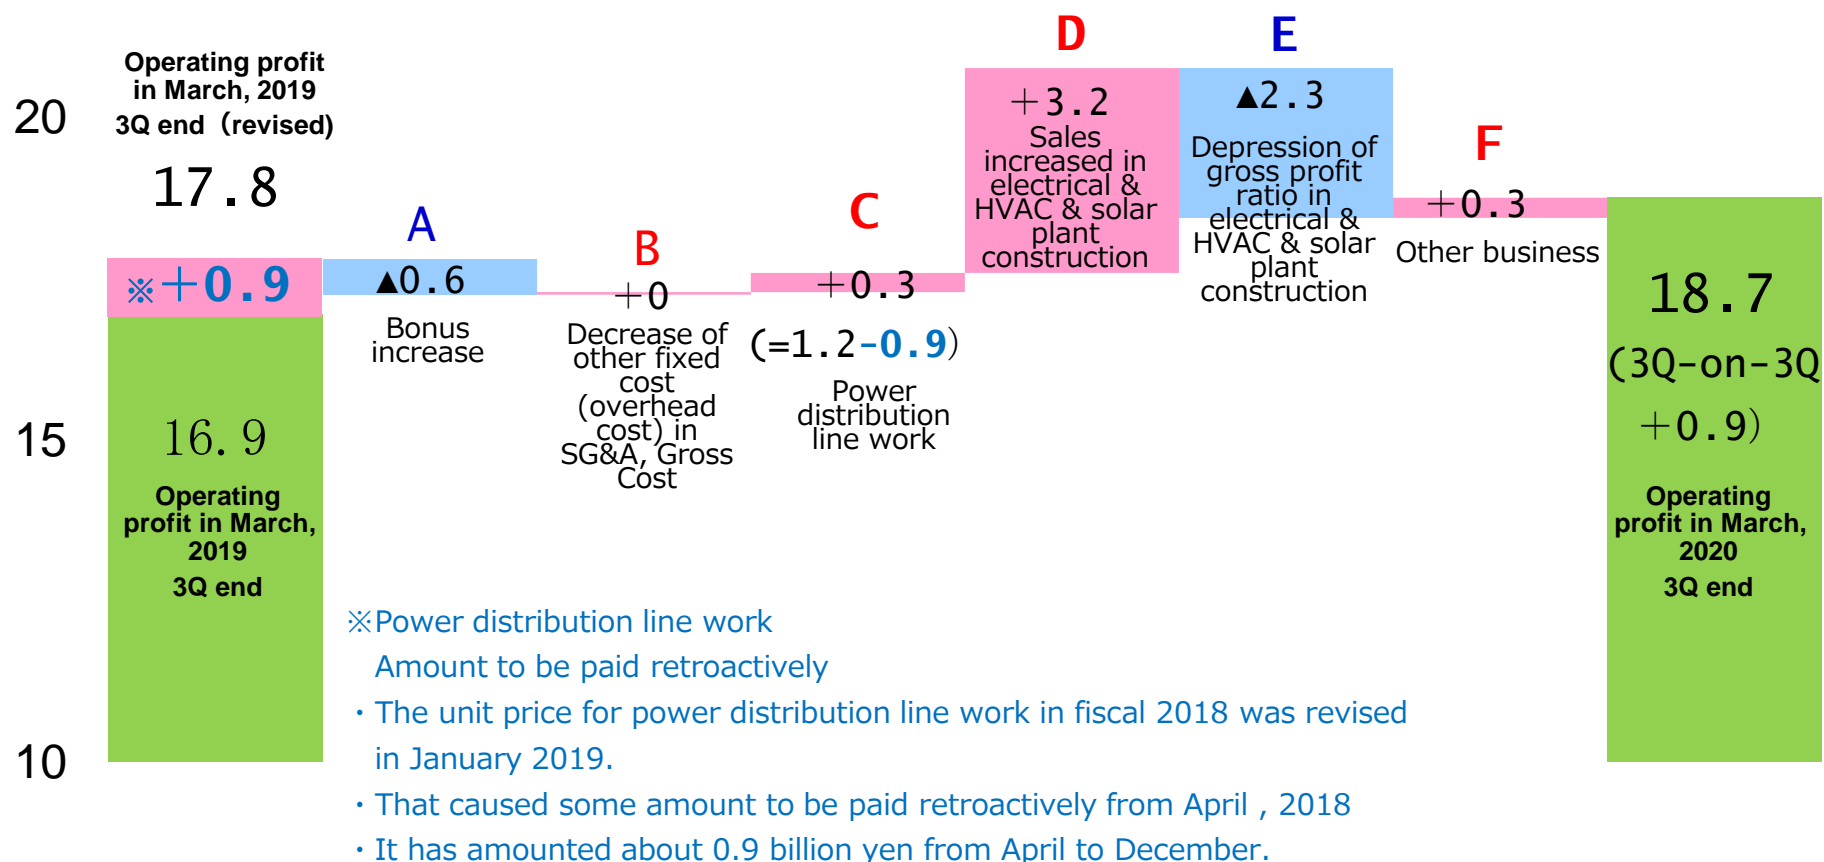 Operating profit
in March, 2019
3Q end（revised)
17.8
20
15
10
※＋0.9
16.9
Operating
profit in March,
2019
3Q end
A
▲0.6
Bonus
increase
B
＋0
Decrease of
other fixed
cost
(overhead
cost) in
SG&A, Gross
Cost
C
＋0.3
(=1.2-0.9）
Power
distribution
line work
D
＋3.2
Sales
increased in
electrical &
HVAC & solar
plant
construction
E
▲2.3
Depression of
gross profit
ratio in
electrical &
HVAC & solar
plant
construction
F
＋0.3
Other business
18.7
(3Q-on-3Q
＋0.9）
Operating
profit in March,
2020
3Q end
※Power distribution line work
Amount to be paid retroactively
・The unit price for power distribution line work in fiscal 2018 was revised
in January 2019.
・That caused some amount to be paid retroactively from April , 2018
・It has amounted about 0.9 billion yen from April to December.